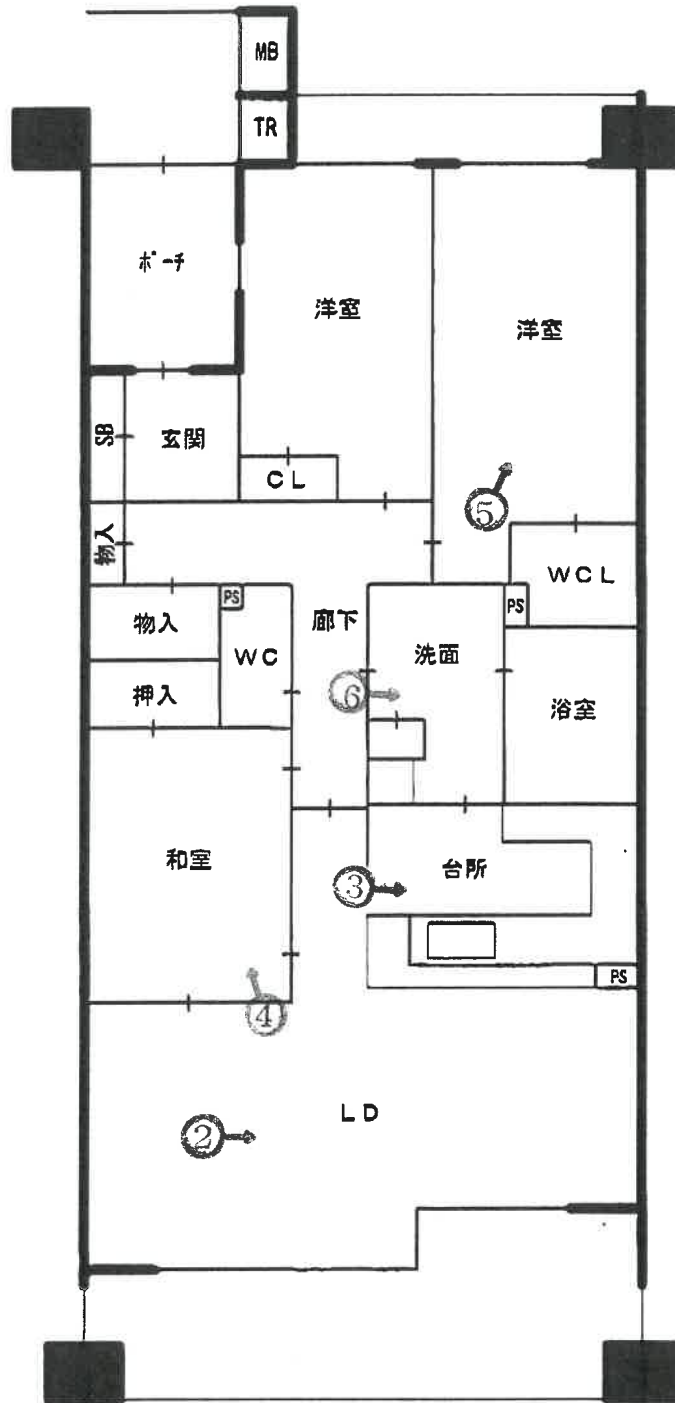 MB
TR
ポーチ
洋室
洋室
SB
玄関
CL
⑤
物入
WCL
PS
PS
物入
廊下
洗面
WC
押入
⑥
浴室
和室
台所
③
PS
④
LD
②